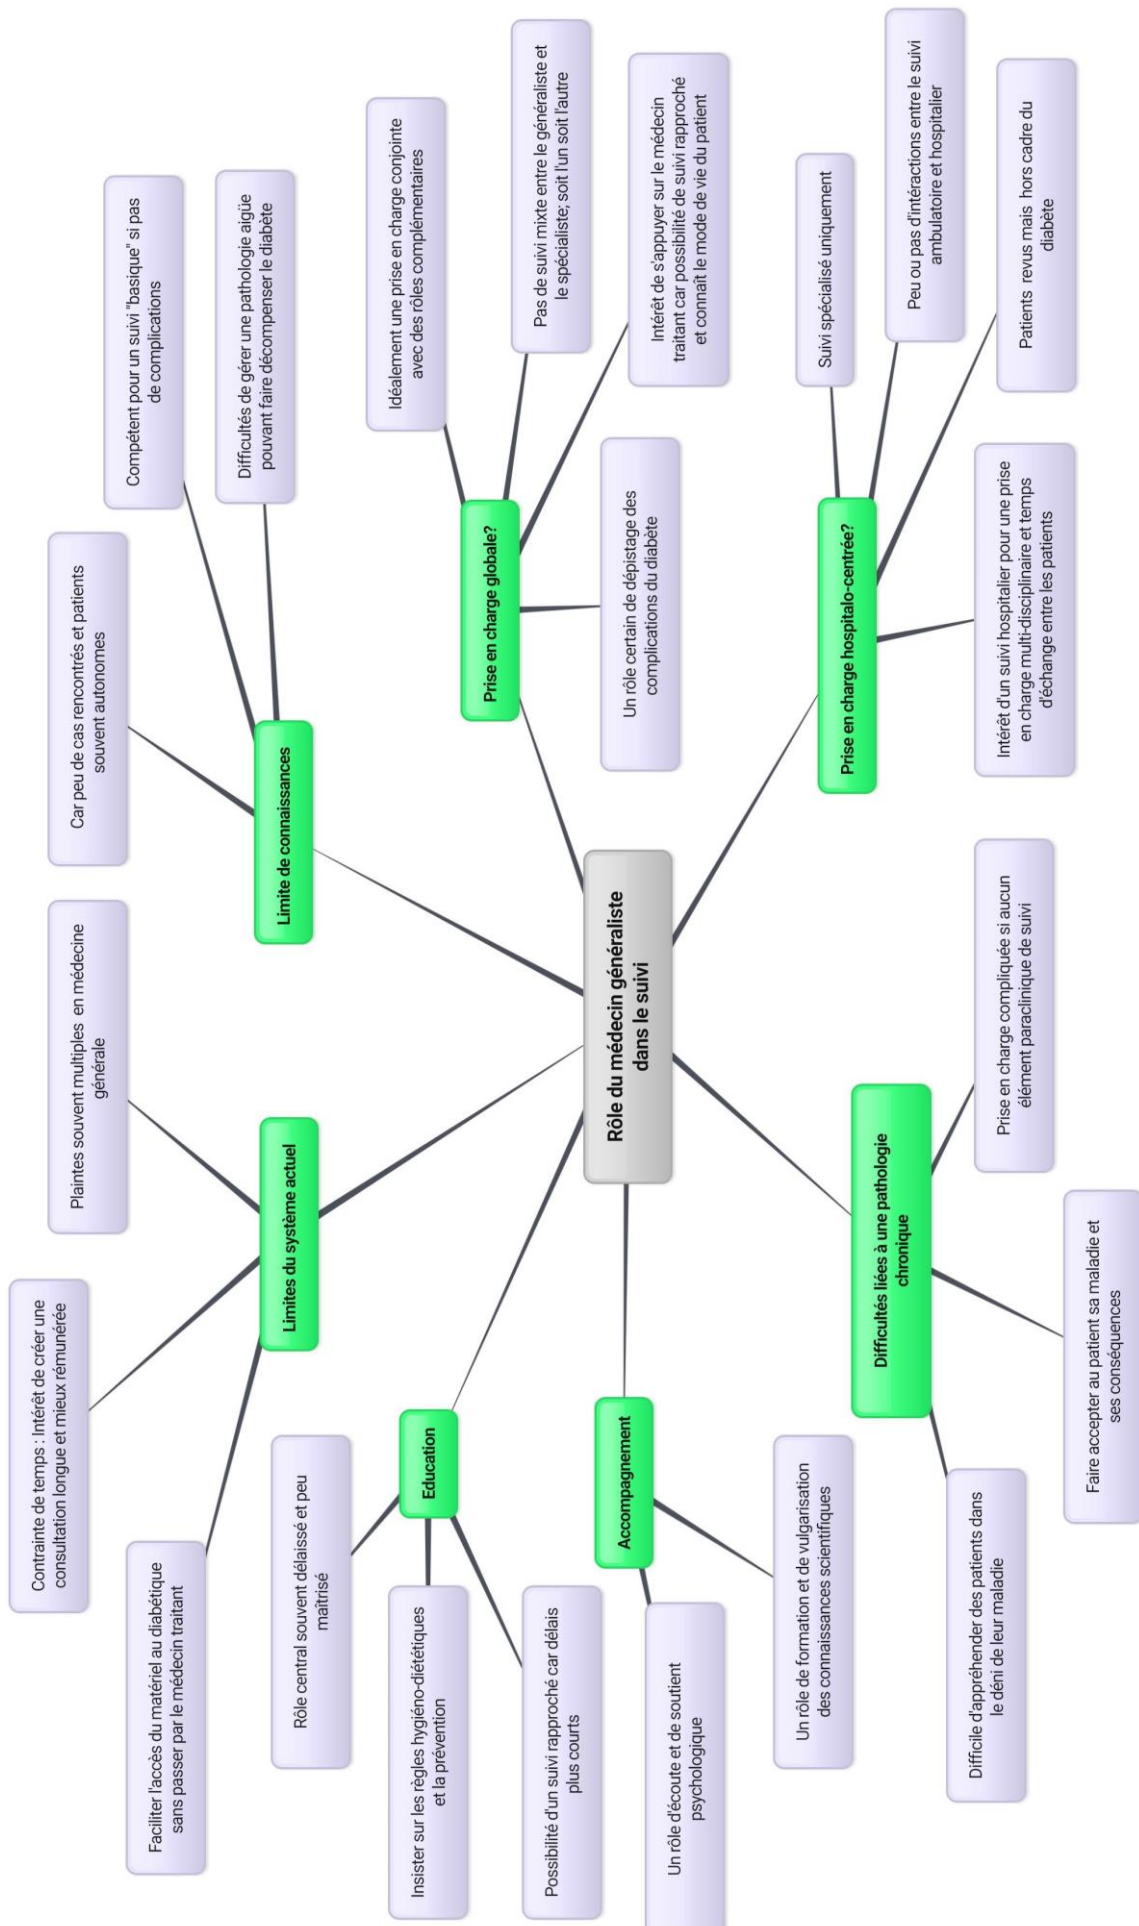 Rôle du médecin généraliste
dans le suivi
Limites du système actuel
Faciliter l'accès du matériel au diabétique
sans passer par le médecin traitant
Contrainte de temps : Intérêt de créer une
consultation longue et mieux rémunérée
Plaintes souvent multiples en médecine
générale
Limite de connaissances
Car peu de cas rencontrés et patients
souvent autonomes
Compétent pour un suivi "basique" si pas
de complications
Difficultés de gérer une pathologie aigüe
pouvant faire décompenser le diabète
Prise en charge globale?
Idéalement une prise en charge conjointe
avec des rôles complémentaires
Pas de suivi mixte entre le généraliste et
le spécialiste; soit l'un soit l'autre
Intérêt de s'appuyer sur le médecin
traitant car possibilité de suivi rapproché
et connaît le mode de vie du patient
Un rôle certain de dépistage des
complications du diabète
Prise en charge hospitalo-centrée?
Suivi spécialisé uniquement
Peu ou pas d'intéractions entre le suivi
ambulatoire et hospitalier
Patients revus mais hors cadre du
diabète
Intérêt d'un suivi hospitalier pour une prise
en charge multi-disciplinaire et temps
d'échange entre les patients
Difficultés liées à une pathologie
chronique
Prise en charge compliquée si aucun
élément paraclinique de suivi
Faire accepter au patient sa maladie et
ses conséquences
Difficile d'appréhender des patients dans
le déni de leur maladie
Accompagnement
Un rôle de formation et de vulgarisation
des connaissances scientifiques
Un rôle d'écoute et de soutient
psychologique
Education
Rôle central souvent délaissé et peu
maîtrisé
Insister sur les règles hygiéno-diététiques
et la prévention
Possibilité d'un suivi rapproché car délais
plus courts